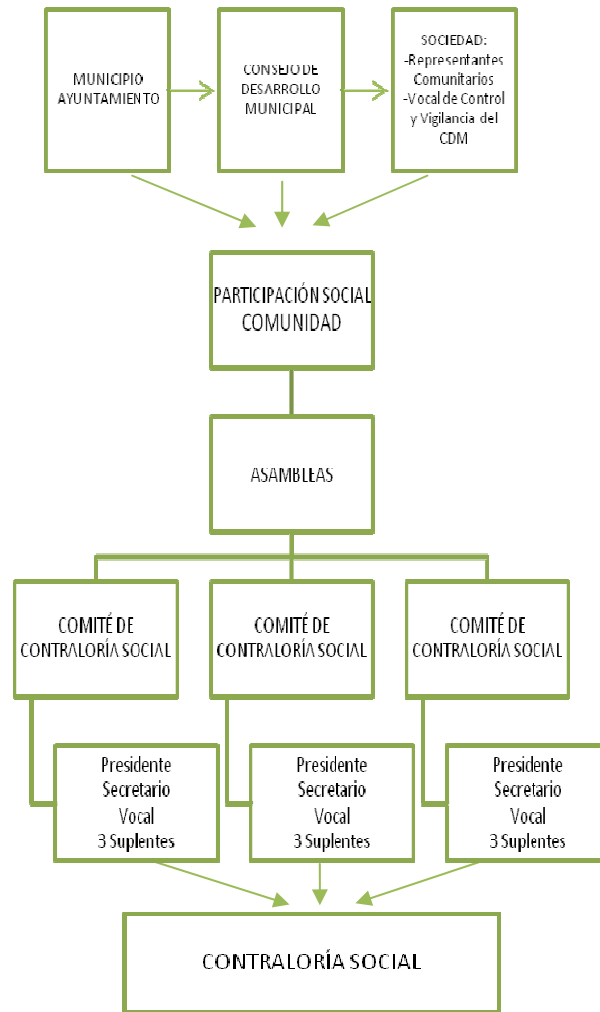 MUNICIPIO
AYUNTAMIENTO
CONSEJO DE
DESARROLLO
MUNICIPAL
SOCIEDAD:
-Representantes
Comunitarios
-Vocal de Control
y Vigilancia del
CDM
PARTICIPACIÓN SOCIAL
COMUNIDAD
ASAMBLEAS
COMITÉ DE
CONTRALORÍA SOCIAL
COMITÉ DE
CONTRALORÍA SOCIAL
COMITÉ DE
CONTRALORÍA SOCIAL
Presidente
Secretario
Vocal
3 Suplentes
Presidente
Secretario
Vocal
3 Suplentes
Presidente
Secretario
Vocal
3 Suplentes
CONTRALORÍA SOCIAL